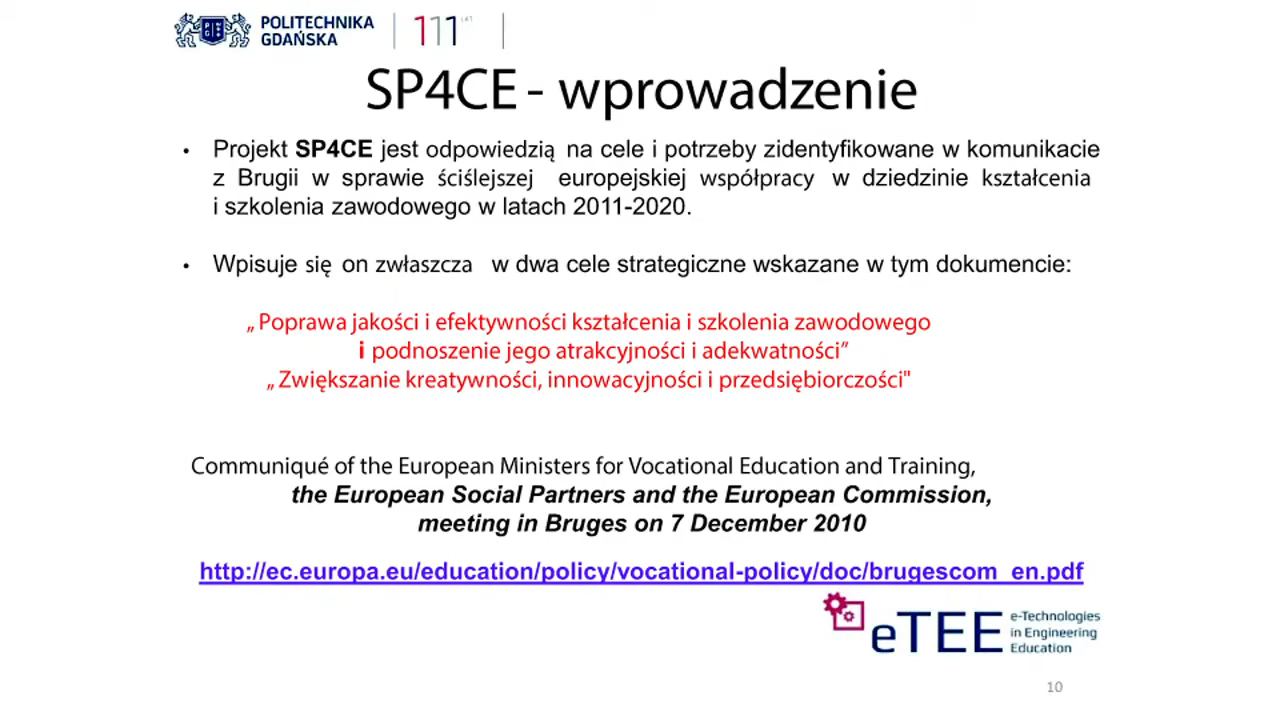 POLITECHNIKA
GDAŃSKA
111 LAT
SP4CE - wprowadzenie
• Projekt SP4CE jest odpowiedzią na cele i potrzeby zidentyfikowane w komunikacie
z Brugii w sprawie ściślejszej europejskiej współpracy w dziedzinie kształcenia
i szkolenia zawodowego w latach 2011-2020.
• Wpisuje się on zwłaszcza w dwa cele strategiczne wskazane w tym dokumencie:
„Poprawa jakości i efektywności kształcenia i szkolenia zawodowego
i podnoszenie jego atrakcyjności i adekwatności”
„Zwiększanie kreatywności, innowacyjności i przedsiębiorczości"
Communiqué of the European Ministers for Vocational Education and Training,
the European Social Partners and the European Commission,
meeting in Bruges on 7 December 2010
http://ec.europa.eu/education/policy/vocational-policy/doc/brugescom_en.pdf
eTEE
e-Technologies
in Engineering
Education
10